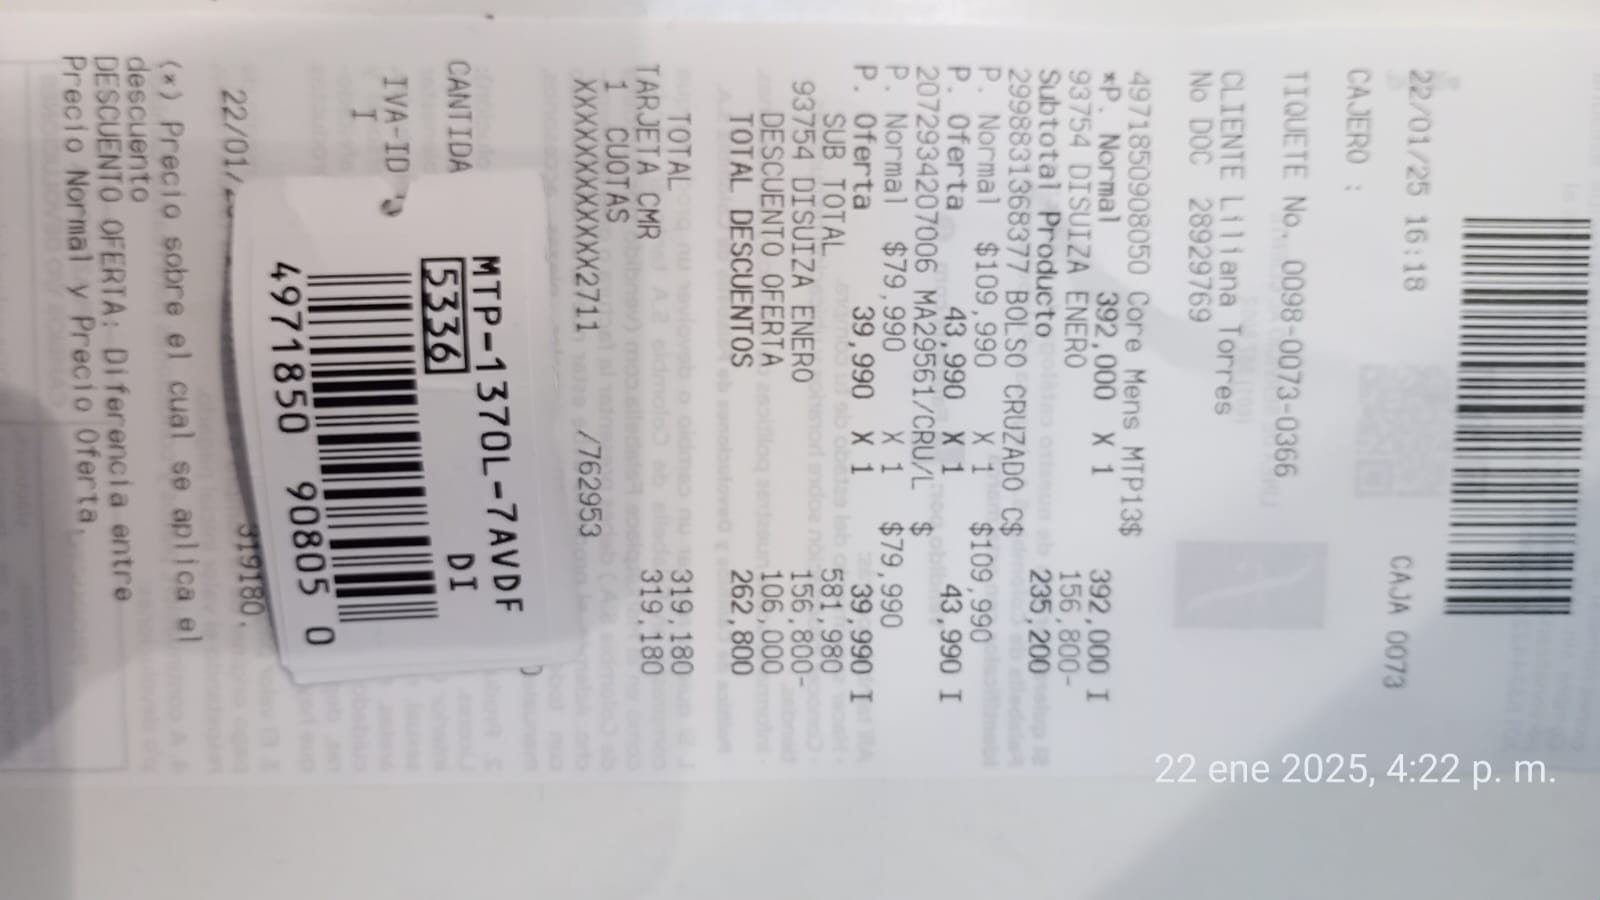 22/01/25 16:18 CAJA 0073
CAJERO :
TIQUETE No. 0098-0073-0366
CLIENTE Liliana Torres
No DOC 28929769
4971850908050 Core Mens MTP13$
*P. Normal 392,000 X 1 392,000 I
93754 DISUIZA ENERO 156,800-
Subtotal Producto 235,200
2998831368377 BOLSO CRUZADO C$
P. Normal $109,990 X 1 $109,990
P. Oferta 43,990 X 1 43,990 I
2072934207006 MA29561/CRU/L $
P. Normal $79,990 X 1 $79,990
P. Oferta 39,990 X 1 39,990 I
SUB TOTAL 581,980
93754 DISUIZA ENERO 156,800-
DESCUENTO OFERTA 106,000
TOTAL DESCUENTOS 262,800
TOTAL 319,180
TARJETA CMR 319,180
1 CUOTAS
XXXXXXXXXXXX2711 /762953
CANTIDA
IVA-ID
I
22/01/ 319180.
(*) Precio sobre el cual se aplica el
descuento
DESCUENTO OFERTA: Diferencia entre
Precio Normal y Precio Oferta.
MTP-1370L-7AVDF
5336 DI
4971850 90805 0
22 ene 2025, 4:22 p. m.